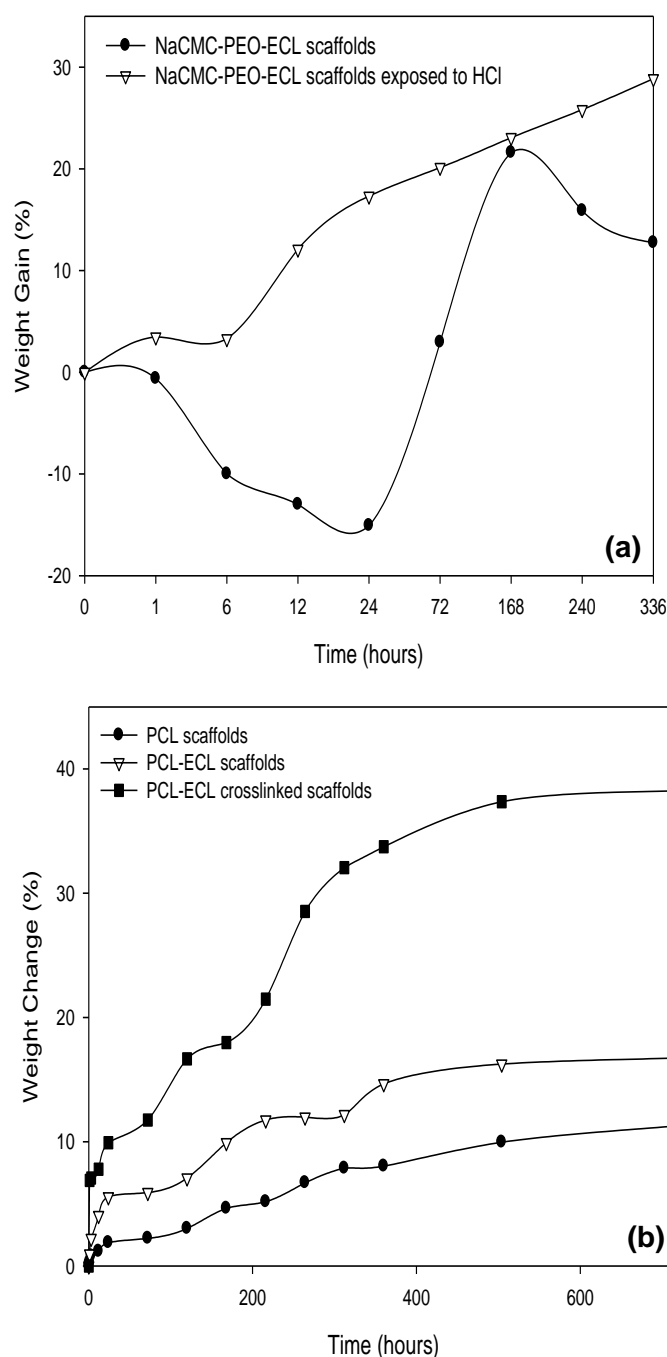 NaCMC-PEO-ECL scaffolds
NaCMC-PEO-ECL scaffolds exposed to HCl
Weight Gain (%)
30
20
10
0
-10
-20
0 1 6 12 24 72 168 240 336
Time (hours)
(a)
PCL scaffolds
PCL-ECL scaffolds
PCL-ECL crosslinked scaffolds
Weight Change (%)
40
30
20
10
0
0 200 400 600
Time (hours)
(b)